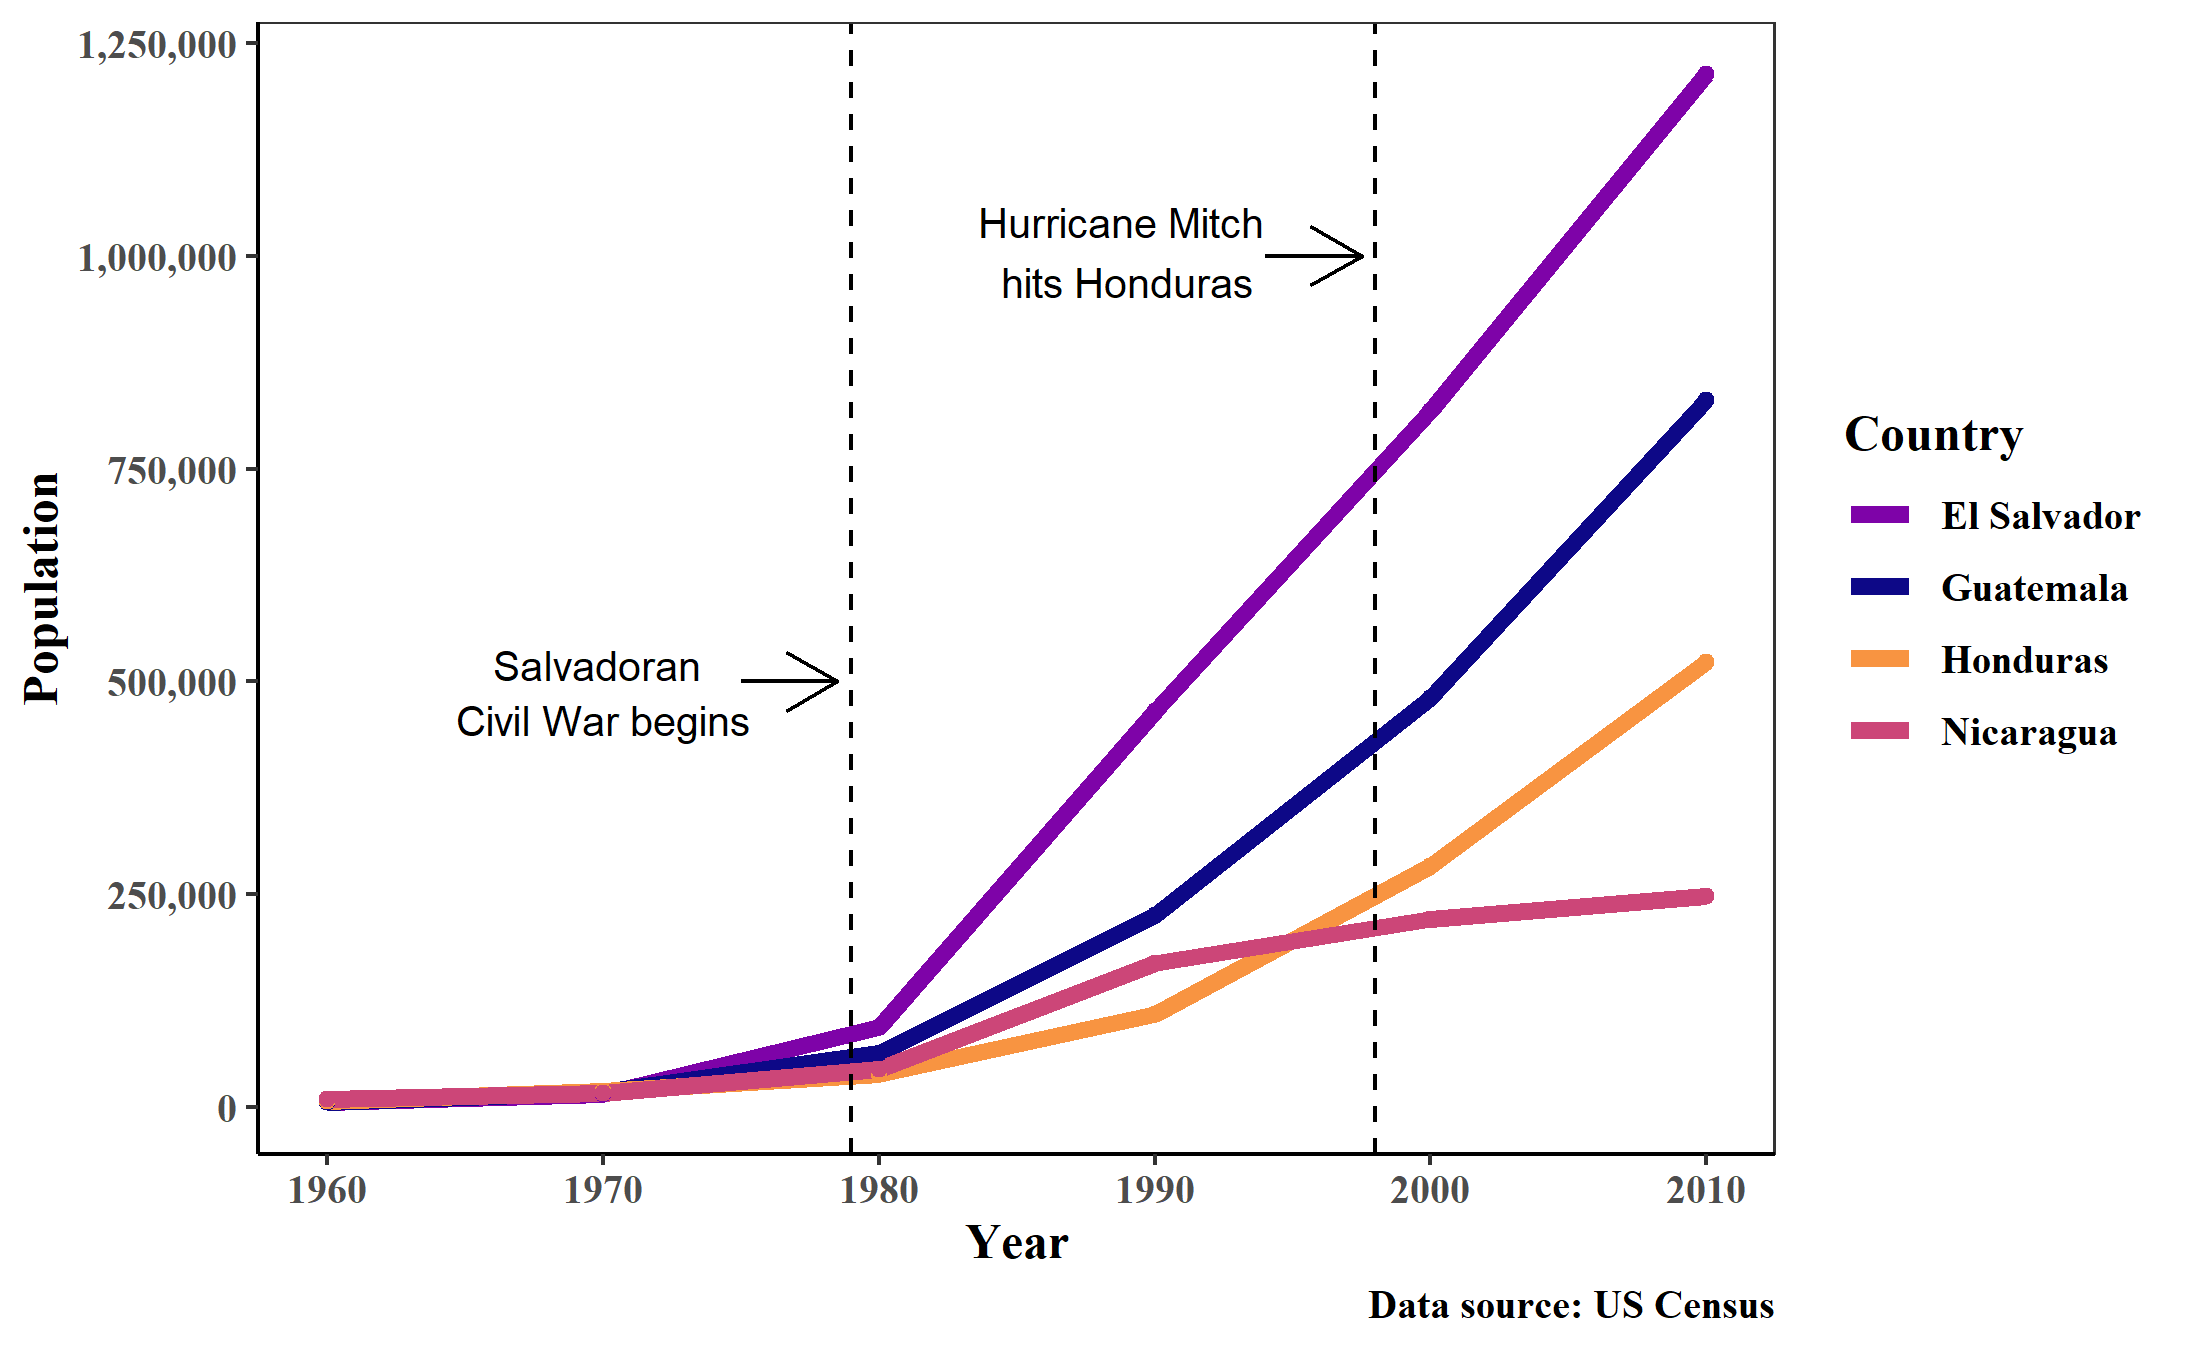 1,250,000
1,000,000
750,000
500,000
250,000
0
Population
Hurricane Mitch
hits Honduras
Salvadoran
Civil War begins
1960 1970 1980 1990 2000 2010
Year
Country
El Salvador
Guatemala
Honduras
Nicaragua
Data source: US Census